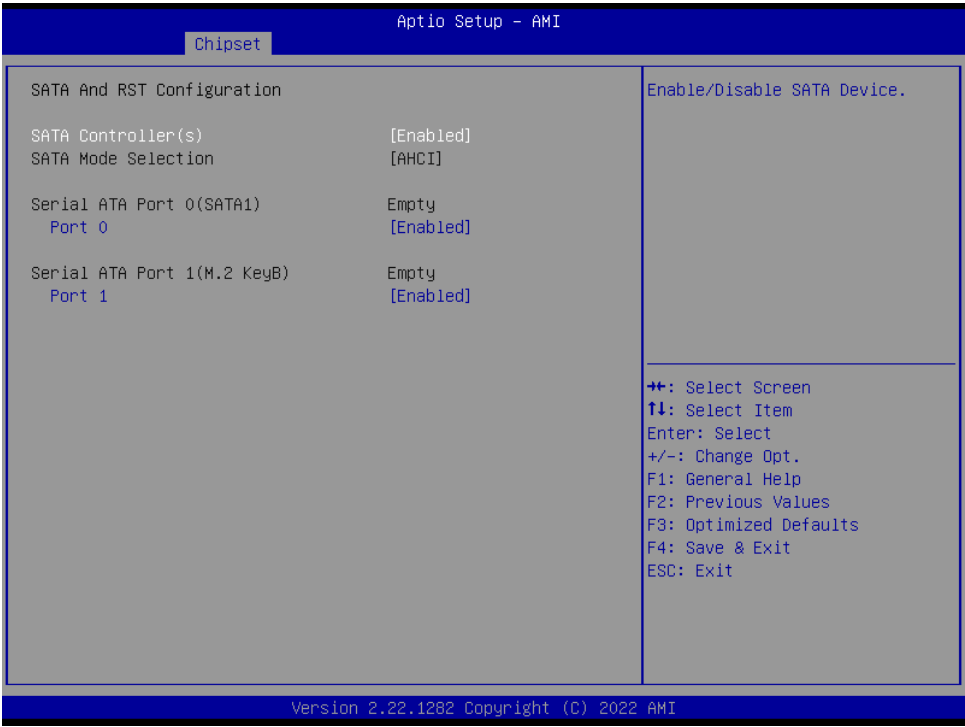 Aptio Setup – AMI
Chipset
SATA And RST Configuration
SATA Controller(s) [Enabled]
SATA Mode Selection [AHCI]
Serial ATA Port 0(SATA1) Empty
Port 0 [Enabled]
Serial ATA Port 1(M.2 KeyB) Empty
Port 1 [Enabled]
Enable/Disable SATA Device.
→←: Select Screen
↑↓: Select Item
Enter: Select
+/-: Change Opt.
F1: General Help
F2: Previous Values
F3: Optimized Defaults
F4: Save & Exit
ESC: Exit
Version 2.22.1282 Copyright (C) 2022 AMI